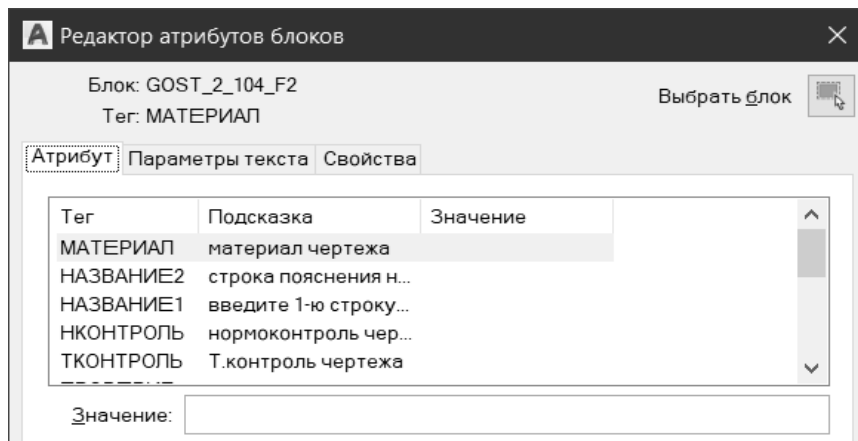 Редактор атрибутов блоков
Блок: GOST_2_104_F2
Выбрать блок
Тег: МАТЕРИАЛ
Атрибут Параметры текста Свойства
Тег Подсказка Значение
МАТЕРИАЛ материал чертежа
НАЗВАНИЕ2 строка пояснения н...
НАЗВАНИЕ1 введите 1-ю строку...
НКОНТРОЛЬ нормоконтроль чер...
ТКОНТРОЛЬ Т.контроль чертежа
Значение: